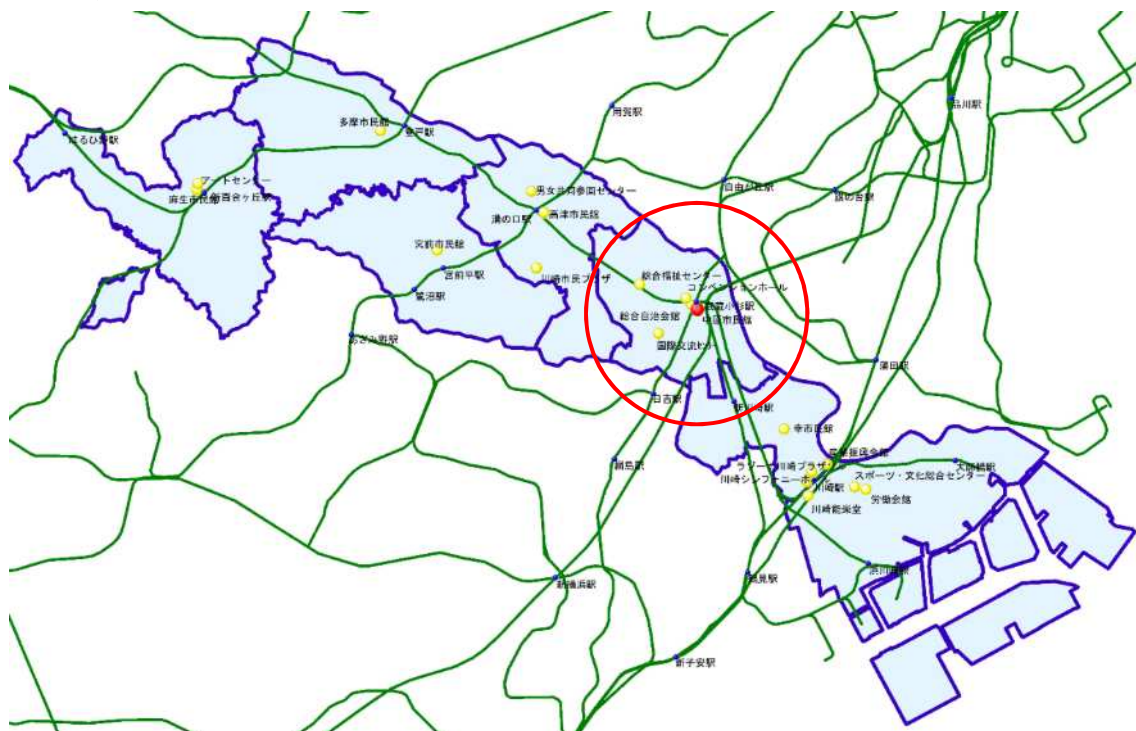 用賀駅
品川駅
多摩市民館
登戸駅
はるひ野駅
アートセンター
新百合ヶ丘駅
麻生市民館
男女共同参画センター
自由が丘駅
旗の台駅
高津市民館
溝の口駅
宮前市民館
宮前平駅
川崎市民プラザ
鷺沼駅
総合福祉センター
コンベンションホール
武蔵小杉駅
中原市民館
総合自治会館
国際交流センター
あざみ野駅
蒲田駅
日吉駅
新川崎駅
幸市民館
産業振興会館
綱島駅
ラゾーナ川崎プラザ
大師橋駅
川崎シンフォニーホール
スポーツ・文化総合センター
川崎駅
労働会館
川崎能楽堂
浜川崎駅
新横浜駅
鶴見駅
新子安駅